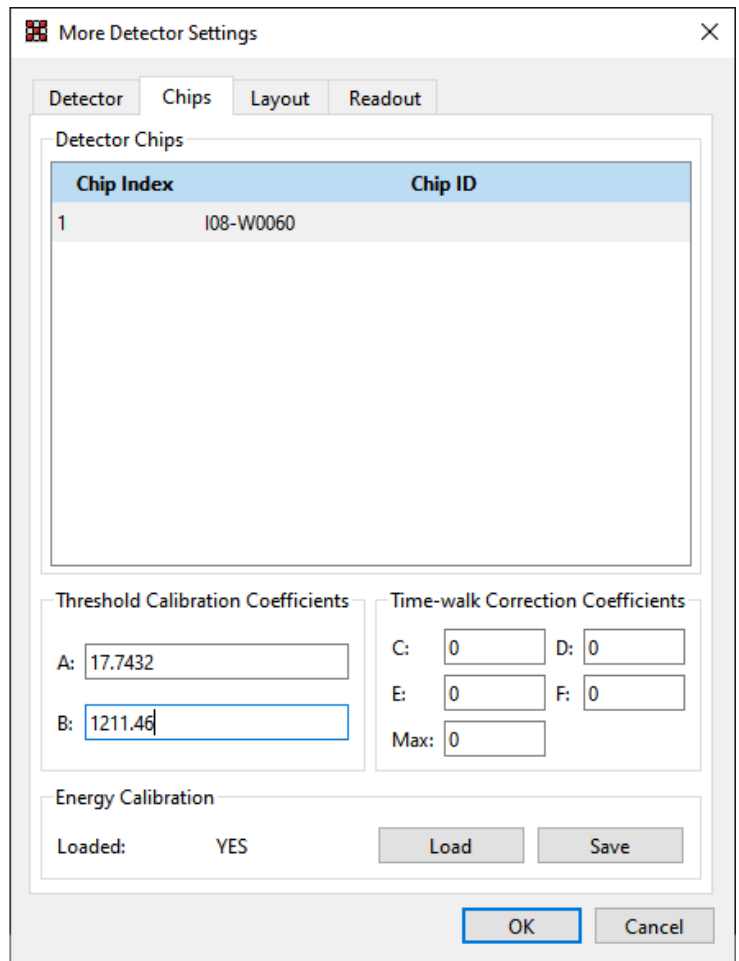 More Detector Settings
Detector Chips Layout Readout
Detector Chips
Chip Index Chip ID
1 I08-W0060
Threshold Calibration Coefficients
A: 17.7432
B: 1211.46
Time-walk Correction Coefficients
C: 0 D: 0
E: 0 F: 0
Max: 0
Energy Calibration
Loaded: YES Load Save
OK Cancel